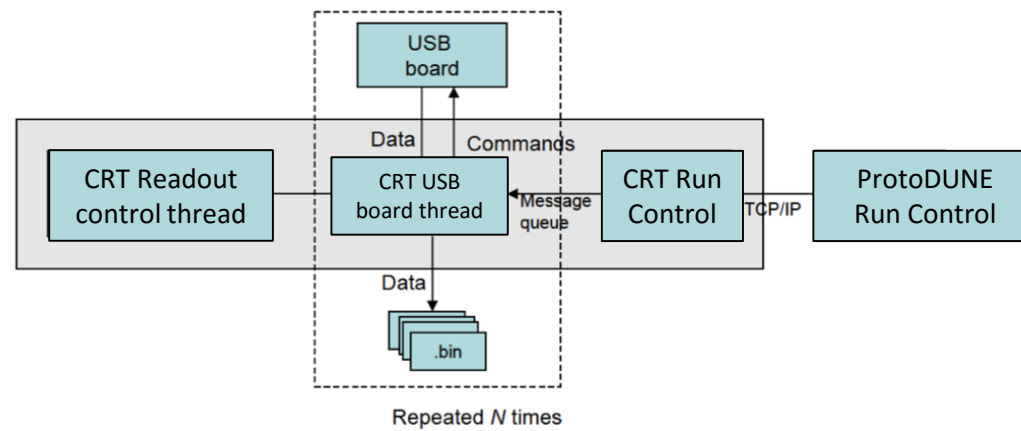 USB
board
Data
Commands
CRT Readout
control thread
CRT USB
board thread
Message
queue
CRT Run
Control
TCP/IP
ProtoDUNE
Run Control
Data
.bin
Repeated N times